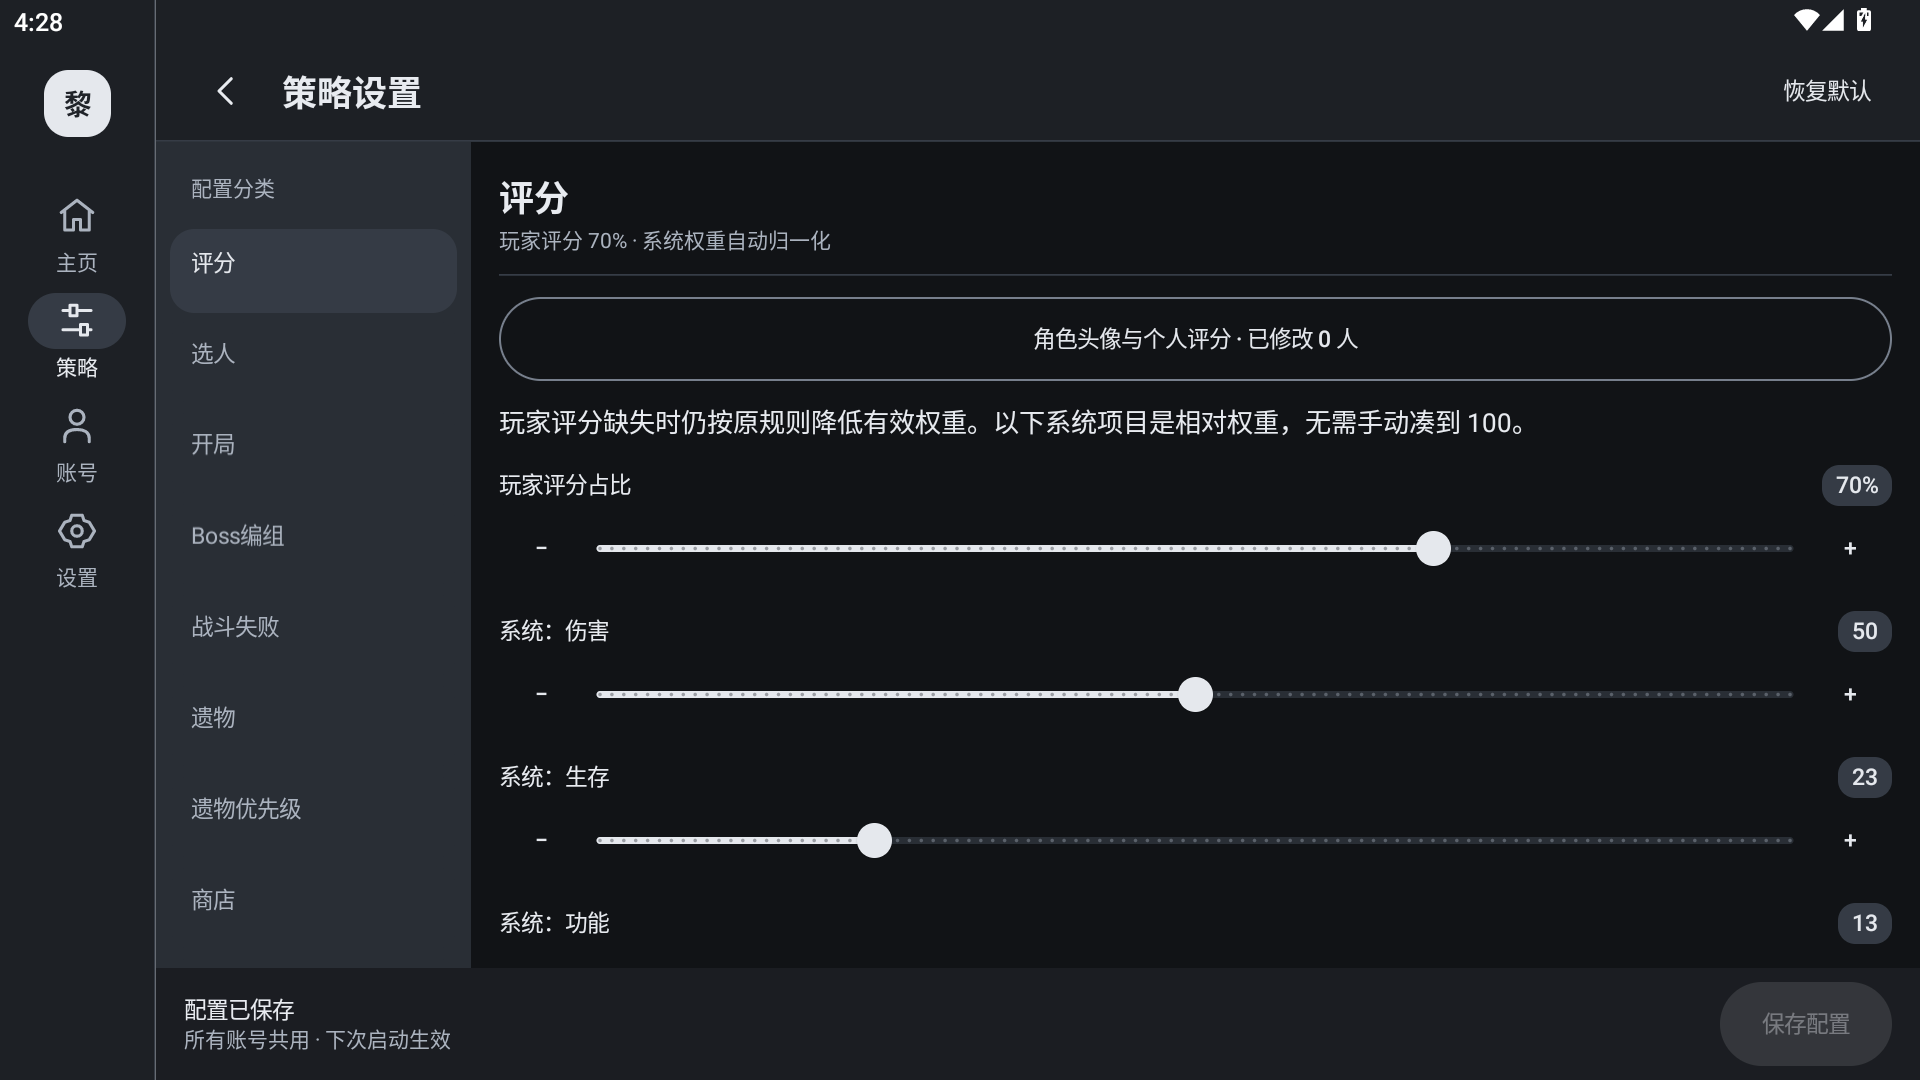 4:28
黎
主页
策略
账号
设置
策略设置
恢复默认
配置分类
评分
选人
开局
Boss编组
战斗失败
遗物
遗物优先级
商店
评分
玩家评分 70% · 系统权重自动归一化
角色头像与个人评分 · 已修改 0 人
玩家评分缺失时仍按原规则降低有效权重。以下系统项目是相对权重，无需手动凑到 100。
玩家评分占比
70%
−
+
系统：伤害
50
−
+
系统：生存
23
−
+
系统：功能
13
配置已保存
所有账号共用 · 下次启动生效
保存配置